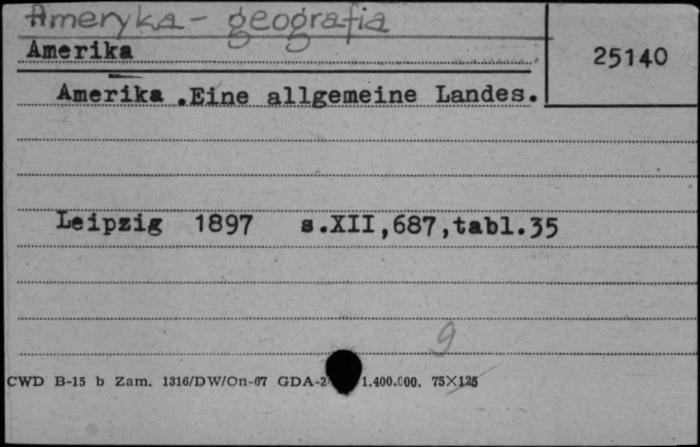 Ameryka - geografia
Amerika
25140
Amerika .Eine allgemeine Landes.
Leipzig 1897 s.XII,687,tabl.35
9
CWD B-15 b Zam. 1316/DW/On-67 GDA-2 1.400.000. 75X125